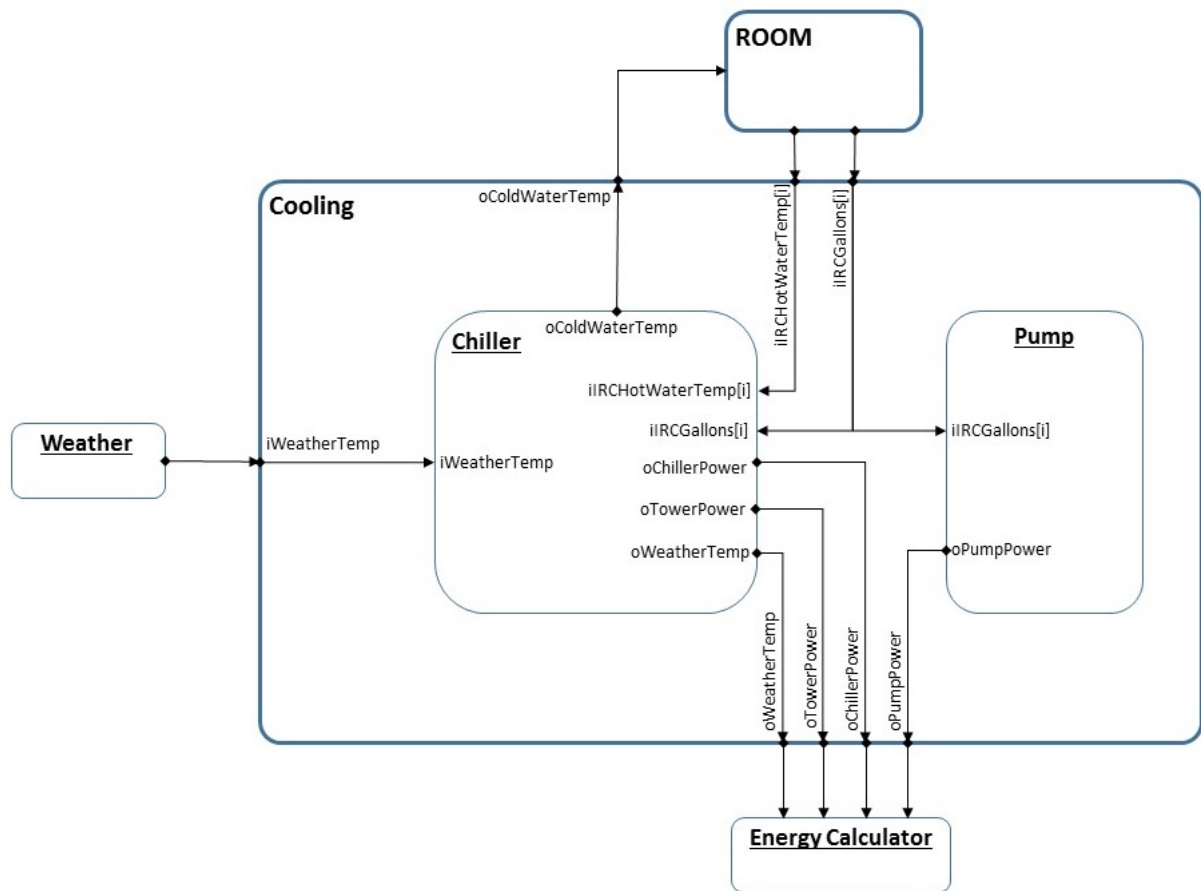 ROOM
oColdWaterTemp
Cooling
iIRCHotWaterTemp[i]
iIRCGallons[i]
oColdWaterTemp
Chiller
Pump
iIRCHotWaterTemp[i]
iIRCGallons[i]
iIRCGallons[i]
Weather
iWeatherTemp
iWeatherTemp
oChillerPower
oTowerPower
oWeatherTemp
oPumpPower
oWeatherTemp
oTowerPower
oChillerPower
oPumpPower
Energy Calculator